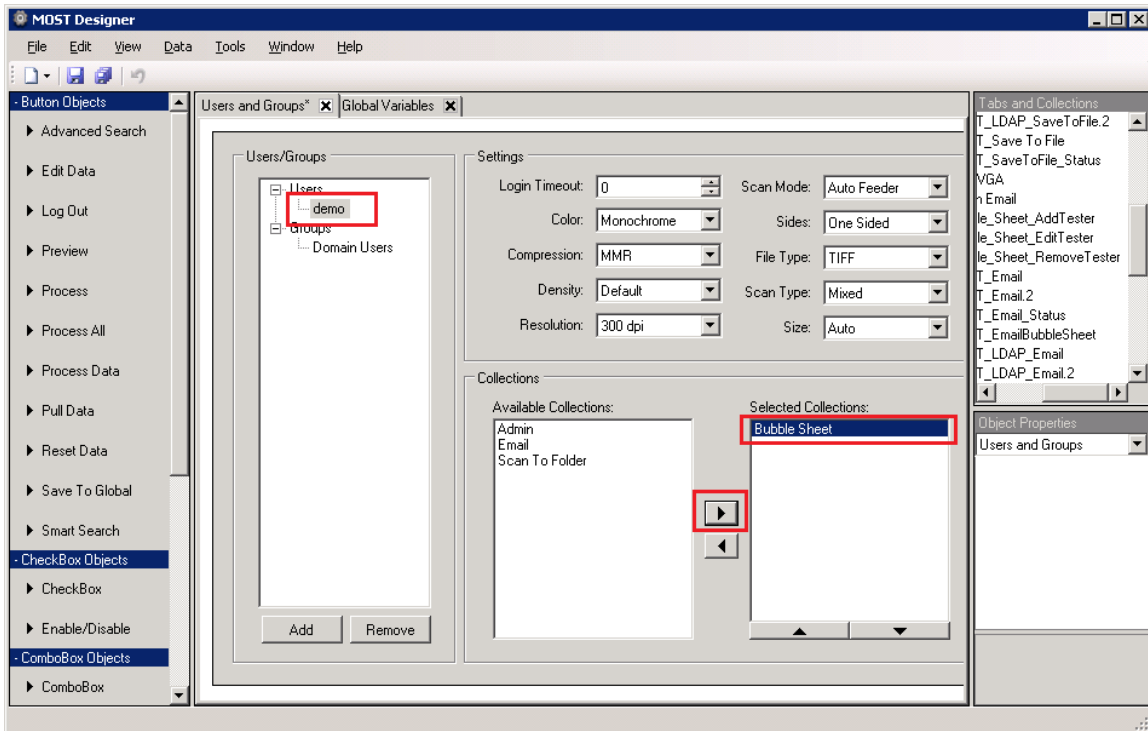 MOST Designer
File Edit View Data Tools Window Help
- Button Objects
Advanced Search
Edit Data
Log Out
Preview
Process
Process All
Process Data
Pull Data
Reset Data
Save To Global
Smart Search
- CheckBox Objects
CheckBox
Enable/Disable
- ComboBox Objects
ComboBox
Users and Groups* Global Variables
Users/Groups
Users
demo
Groups
Domain Users
Add Remove
Settings
Login Timeout: 0 Scan Mode: Auto Feeder
Color: Monochrome Sides: One Sided
Compression: MMR File Type: TIFF
Density: Default Scan Type: Mixed
Resolution: 300 dpi Size: Auto
Collections
Available Collections:
Admin
Email
Scan To Folder
Selected Collections:
Bubble Sheet
Tabs and Collections
T_LDAP_SaveToFile.2
T_Save To File
T_SaveToFile_Status
VGA
n Email
le_Sheet_AddTester
le_Sheet_EditTester
le_Sheet_RemoveTester
T_Email
T_Email.2
T_Email_Status
T_EmailBubbleSheet
T_LDAP_Email
T_LDAP_Email.2
Object Properties
Users and Groups